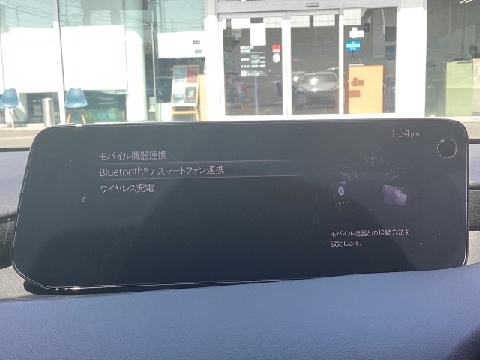 1:24pm
モバイル機器連携
Bluetooth®/スマートフォン連携
ワイヤレス充電
モバイル機器との接続方法を
設定します。